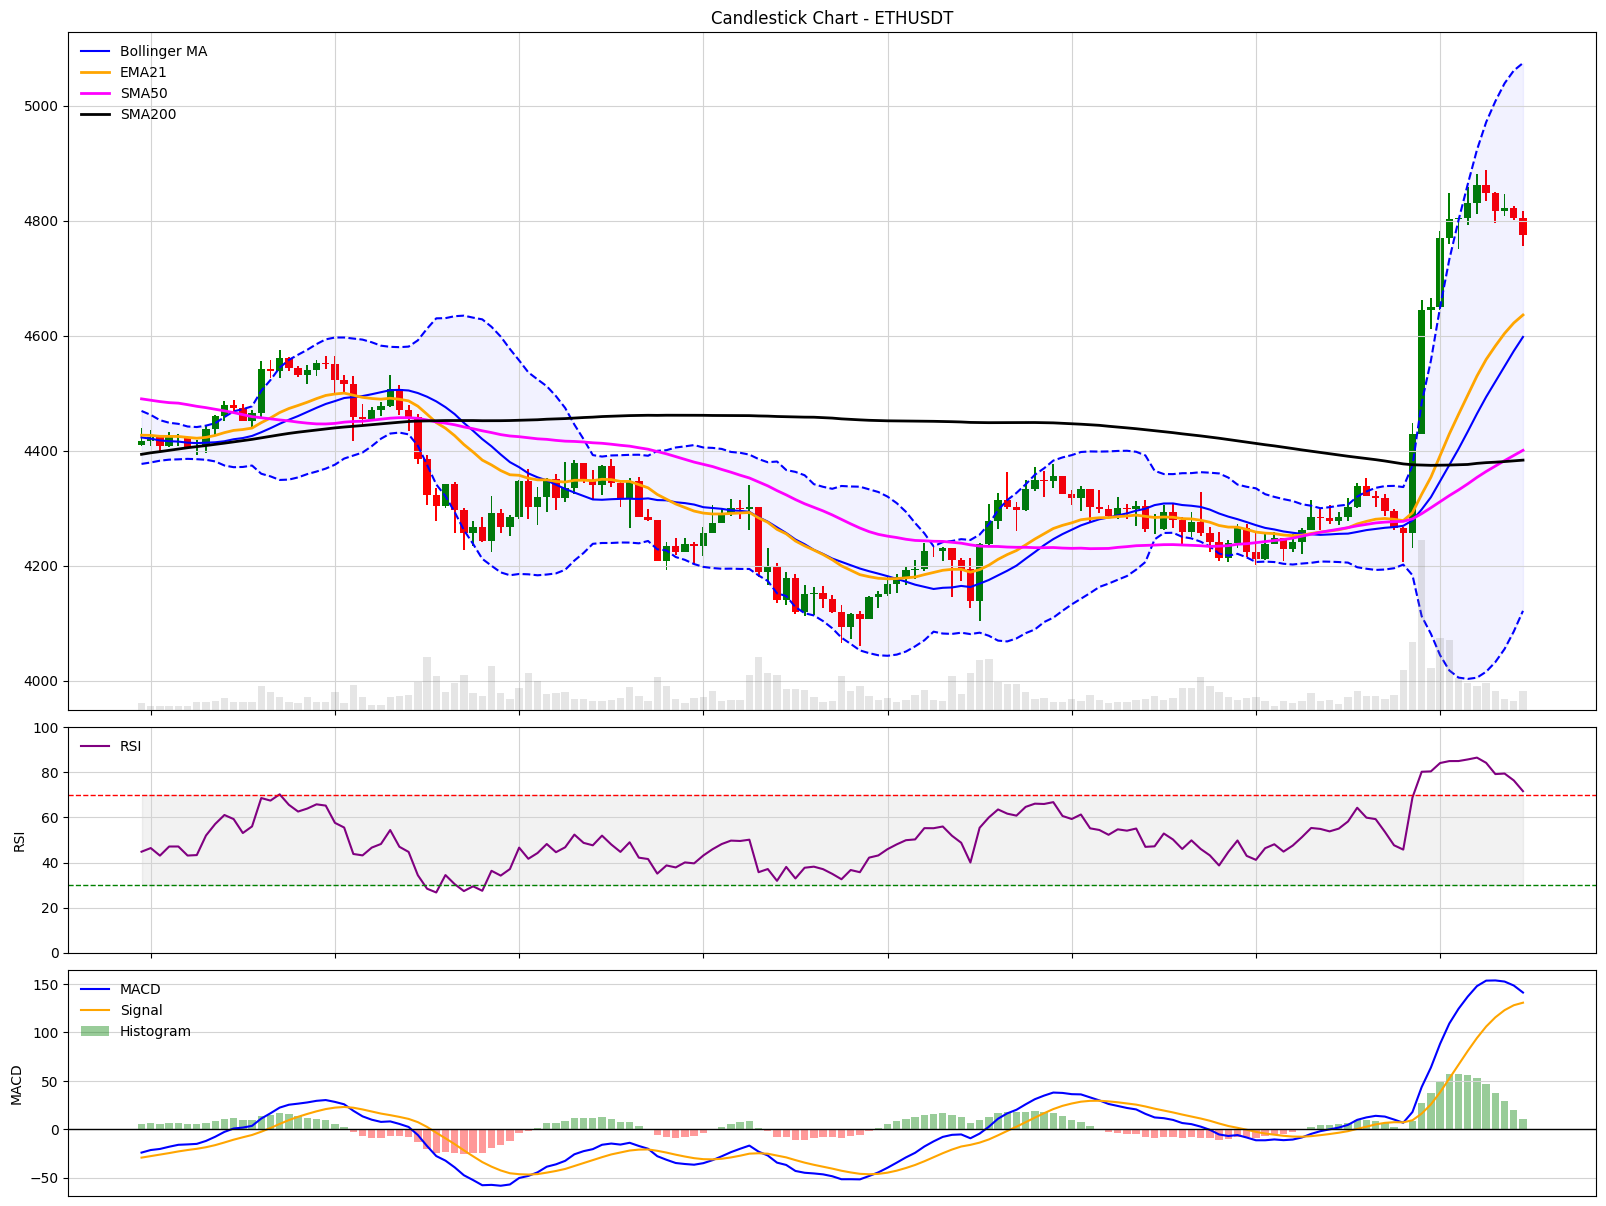 Candlestick Chart - ETHUSDT
Bollinger MA
EMA21
SMA50
SMA200
5000
4800
4600
4400
4200
4000
RSI
100
80
60
40
20
0
RSI
MACD
Signal
Histogram
150
100
50
0
−50
MACD